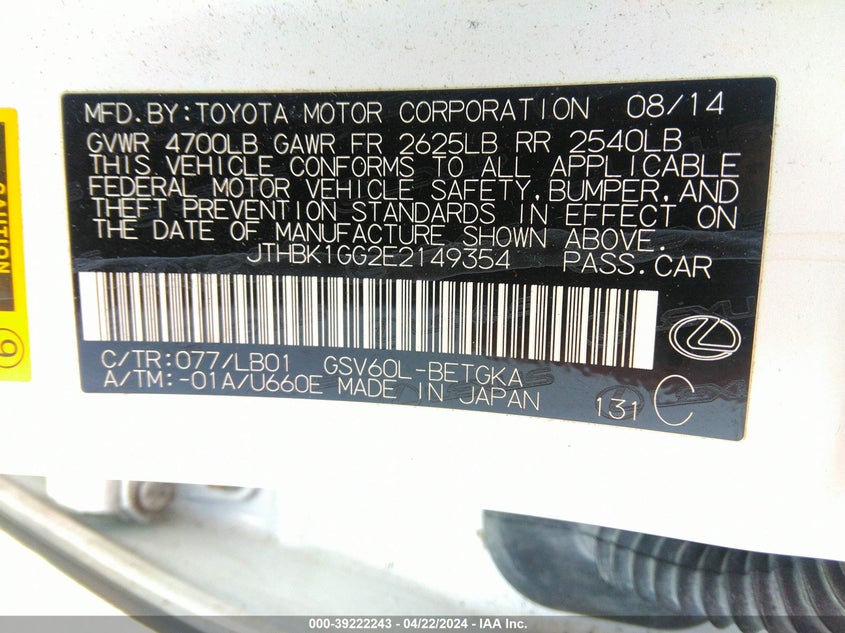 MFD.BY:TOYOTA MOTOR CORPORATION 08/14
GVWR 4700LB GAWR FR 2625LB RR 2540LB
THIS VEHICLE CONFORMS TO ALL APPLICABLE
FEDERAL MOTOR VEHICLE SAFETY, BUMPER, AND
THEFT PREVENTION STANDARDS IN EFFECT ON
THE DATE OF MANUFACTURE SHOWN ABOVE.
JTHBK1GG2E2149354 PASS.CAR
C/TR:077/LB01 GSV60L-BETGKA
A/TM:-01A/U660E MADE IN JAPAN
131 C
CAUTION
000-39222243 - 04/22/2024 - IAA Inc.